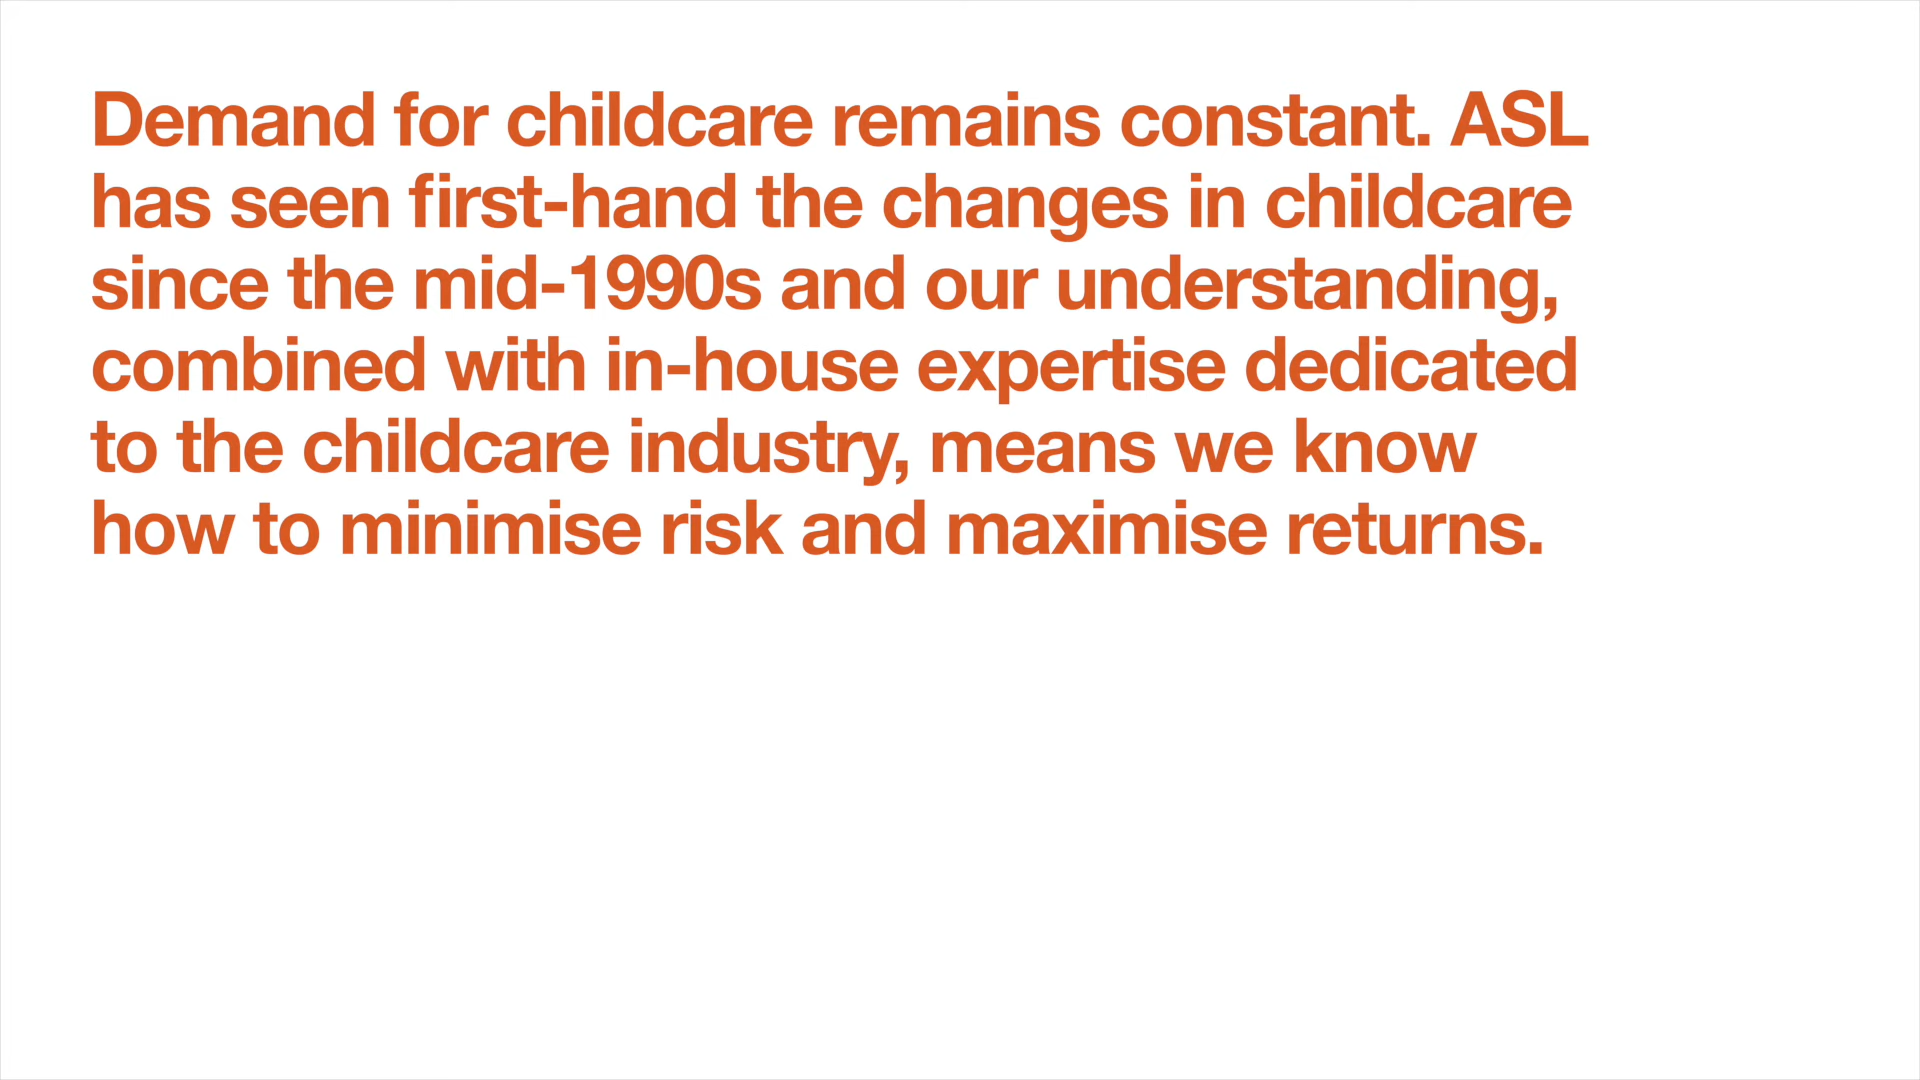 Demand for childcare remains constant. ASL
has seen first-hand the changes in childcare
since the mid-1990s and our understanding,
combined with in-house expertise dedicated
to the childcare industry, means we know
how to minimise risk and maximise returns.